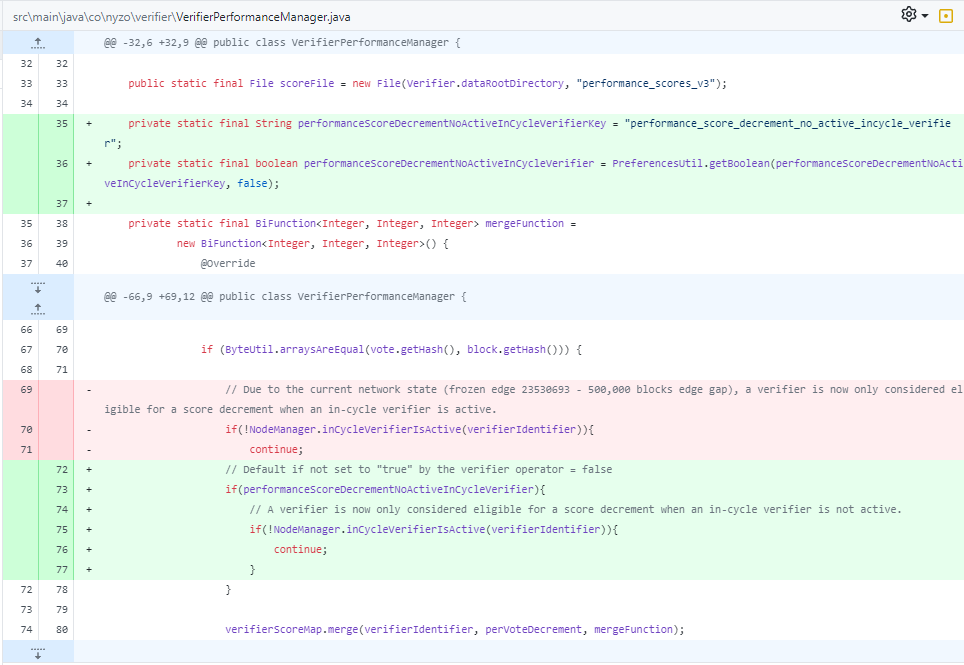 src\main\java\co\nyzo\verifier\VerifierPerformanceManager.java
@@ -32,6 +32,9 @@ public class VerifierPerformanceManager {
32 32
33 33 public static final File scoreFile = new File(Verifier.dataRootDirectory, "performance_scores_v3");
34 34
35 + private static final String performanceScoreDecrementNoActiveInCycleVerifierKey = "performance_score_decrement_no_active_incycle_verifie
r";
36 + private static final boolean performanceScoreDecrementNoActiveInCycleVerifier = PreferencesUtil.getBoolean(performanceScoreDecrementNoActi
veInCycleVerifierKey, false);
37 +
35 38 private static final BiFunction<Integer, Integer, Integer> mergeFunction =
36 39 new BiFunction<Integer, Integer, Integer>() {
37 40 @Override
@@ -66,9 +69,12 @@ public class VerifierPerformanceManager {
66 69
67 70 if (ByteUtil.arraysAreEqual(vote.getHash(), block.getHash())) {
68 71
69 - // Due to the current network state (frozen edge 23530693 - 500,000 blocks edge gap), a verifier is now only considered el
igible for a score decrement when an in-cycle verifier is active.
70 - if(!NodeManager.inCycleVerifierIsActive(verifierIdentifier)){
71 - continue;
72 + // Default if not set to "true" by the verifier operator = false
73 + if(performanceScoreDecrementNoActiveInCycleVerifier){
74 + // A verifier is now only considered eligible for a score decrement when an in-cycle verifier is not active.
75 + if(!NodeManager.inCycleVerifierIsActive(verifierIdentifier)){
76 + continue;
77 + }
72 78 }
73 79
74 80 verifierScoreMap.merge(verifierIdentifier, perVoteDecrement, mergeFunction);